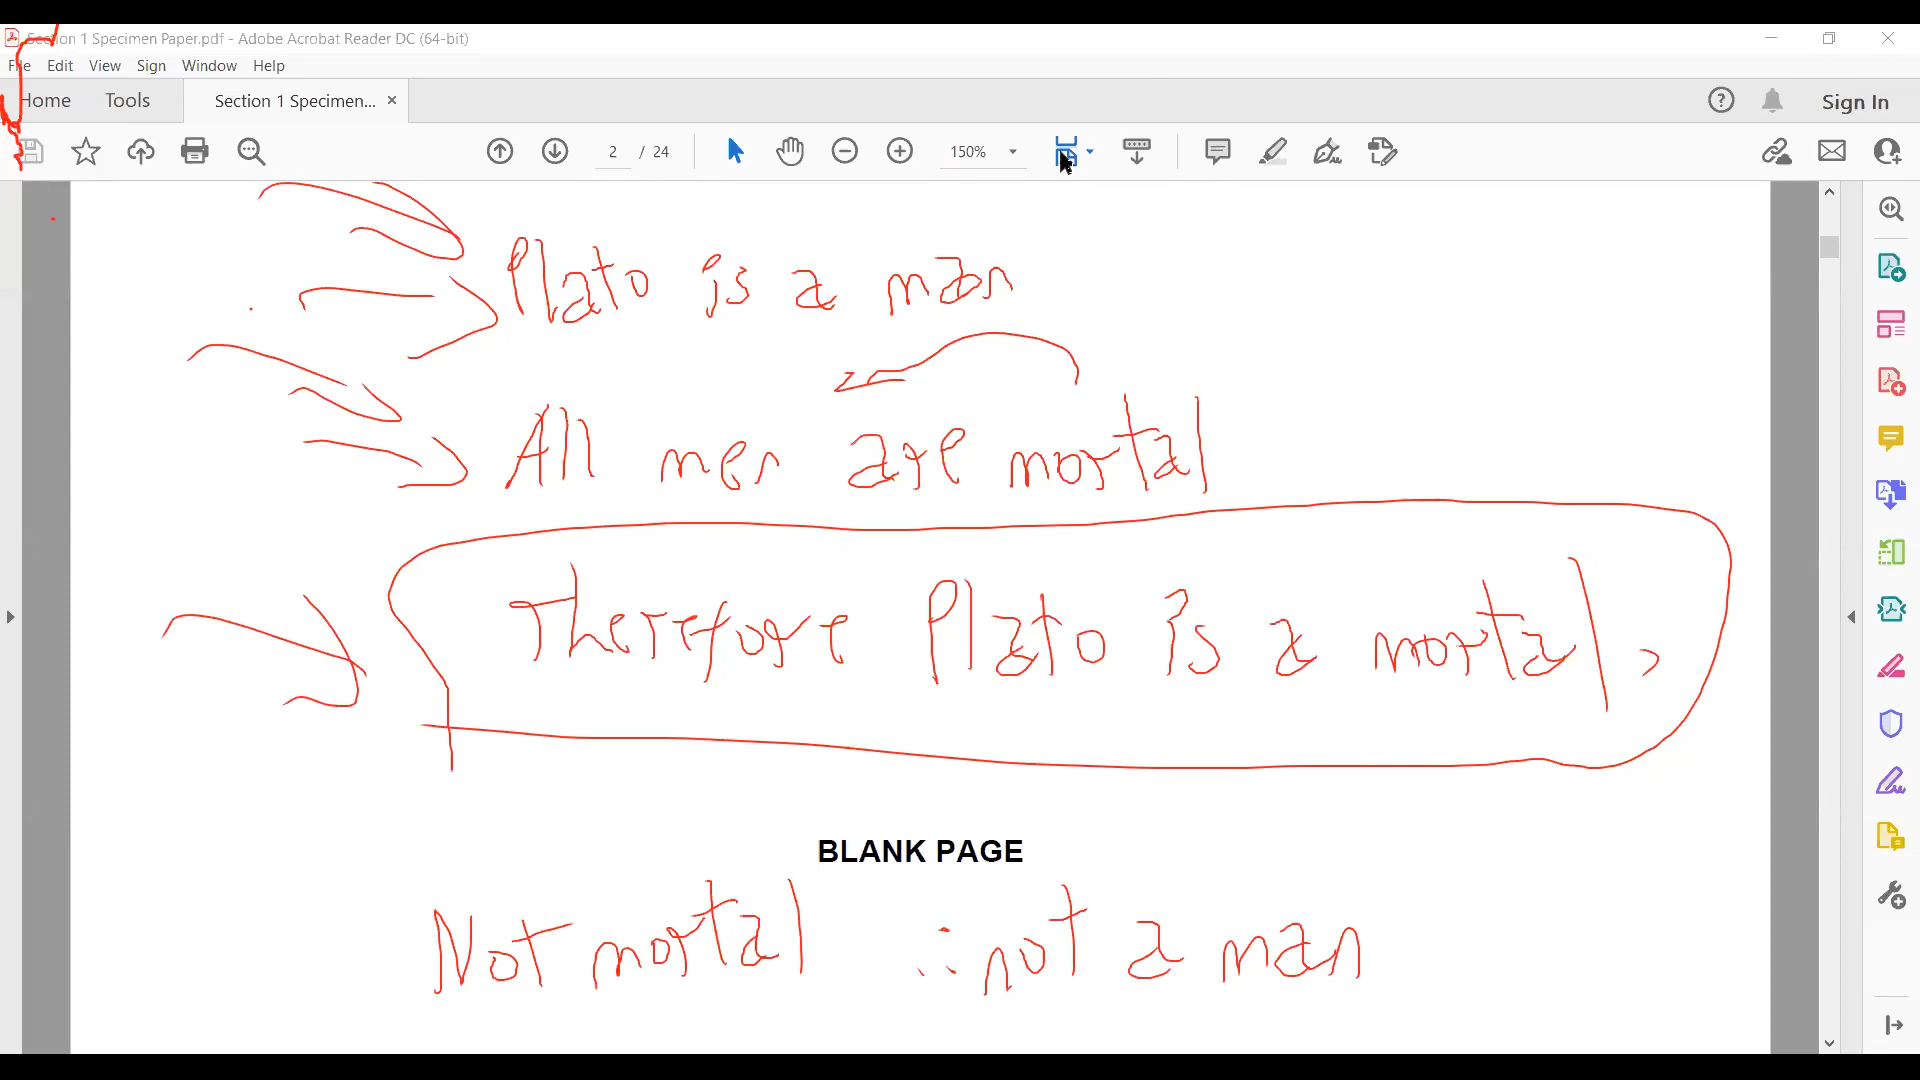 Section 1 Specimen Paper.pdf - Adobe Acrobat Reader DC (64-bit)
File Edit View Sign Window Help
Home Tools Section 1 Specimen... × Sign In
2 / 24 150%
Plato is a man
All men are mortal
Therefore Plato is a mortal,
BLANK PAGE
Not mortal ∴ not a man